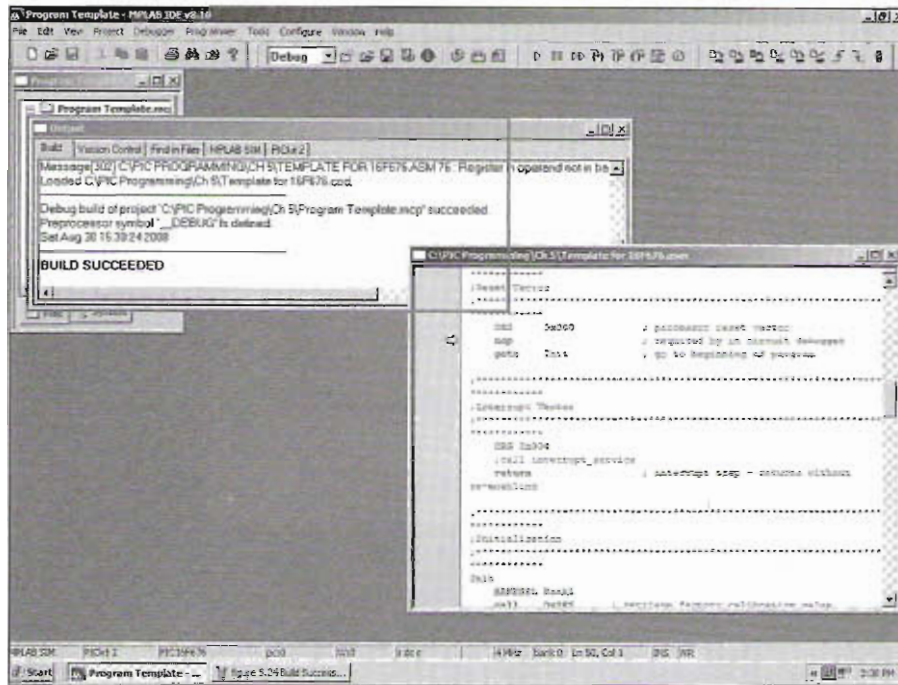 Program Template - MPLAB IDE v8.10
File Edit View Project Debugger Programmer Tools Configure Window Help
Debug
Program Template.mcp
Output
Build Version Control Find in Files MPLAB SIM PICkit 2
Message[302] C:\PIC PROGRAMMING\CH 5\TEMPLATE FOR 16F676.ASM 76 : Register in operand not in ba
Loaded C:\PIC Programming\Ch 5\Template for 16F676.cod.
Debug build of project `C:\PIC Programming\Ch 5\Program Template.mcp' succeeded.
Preprocessor symbol `__DEBUG' is defined.
Sat Aug 30 15:39:24 2008
BUILD SUCCEEDED
Files Symbols
C:\PIC Programming\Ch 5\Template for 16F676.asm
;Reset Vector
ORG 0x000 ; processor reset vector
nop ; required by in circuit debugger
goto Init ; go to beginning of program
;Interrupt Vector
ORG 0x004
;call interrupt_service
return ; interrupt trap - returns without
re-enabling
;Initialization
Init
BANKSEL Bank1
call 0x3FF ; retrieve factory calibration value
MPLAB SIM PICkit 2 PIC16F676 pc:0 W:0 z dc c 4 MHz bank 0 Ln 50, Col 1 INS WR
Start Program Template - ... figure 5.24 Build Success...